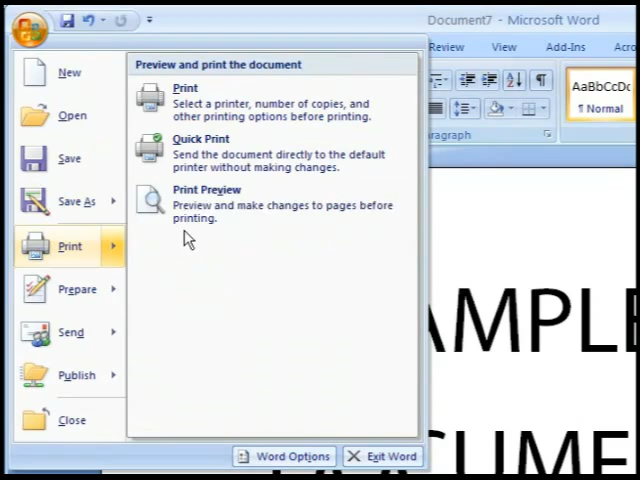 Document7 - Microsoft Word
Review View Add-Ins Acro
New
Open
Save
Save As
Print
Prepare
Send
Publish
Close
Preview and print the document
Print
Select a printer, number of copies, and
other printing options before printing.
Quick Print
Send the document directly to the default
printer without making changes.
Print Preview
Preview and make changes to pages before
printing.
Word Options
Exit Word
AaBbCcDc
¶ Normal
ragraph
AMPLE
OCUME